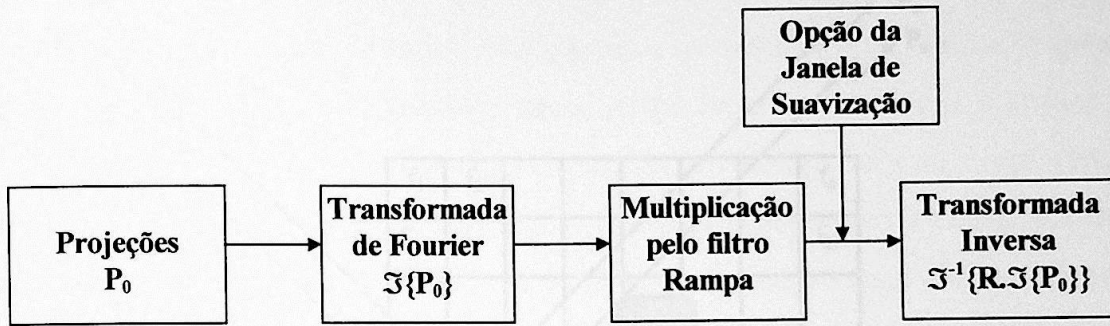 Opção da
Janela de
Suavização
Projeções
P₀
Transformada
de Fourier
ℑ{P₀}
Multiplicação
pelo filtro
Rampa
Transformada
Inversa
ℑ⁻¹{R.ℑ{P₀}}